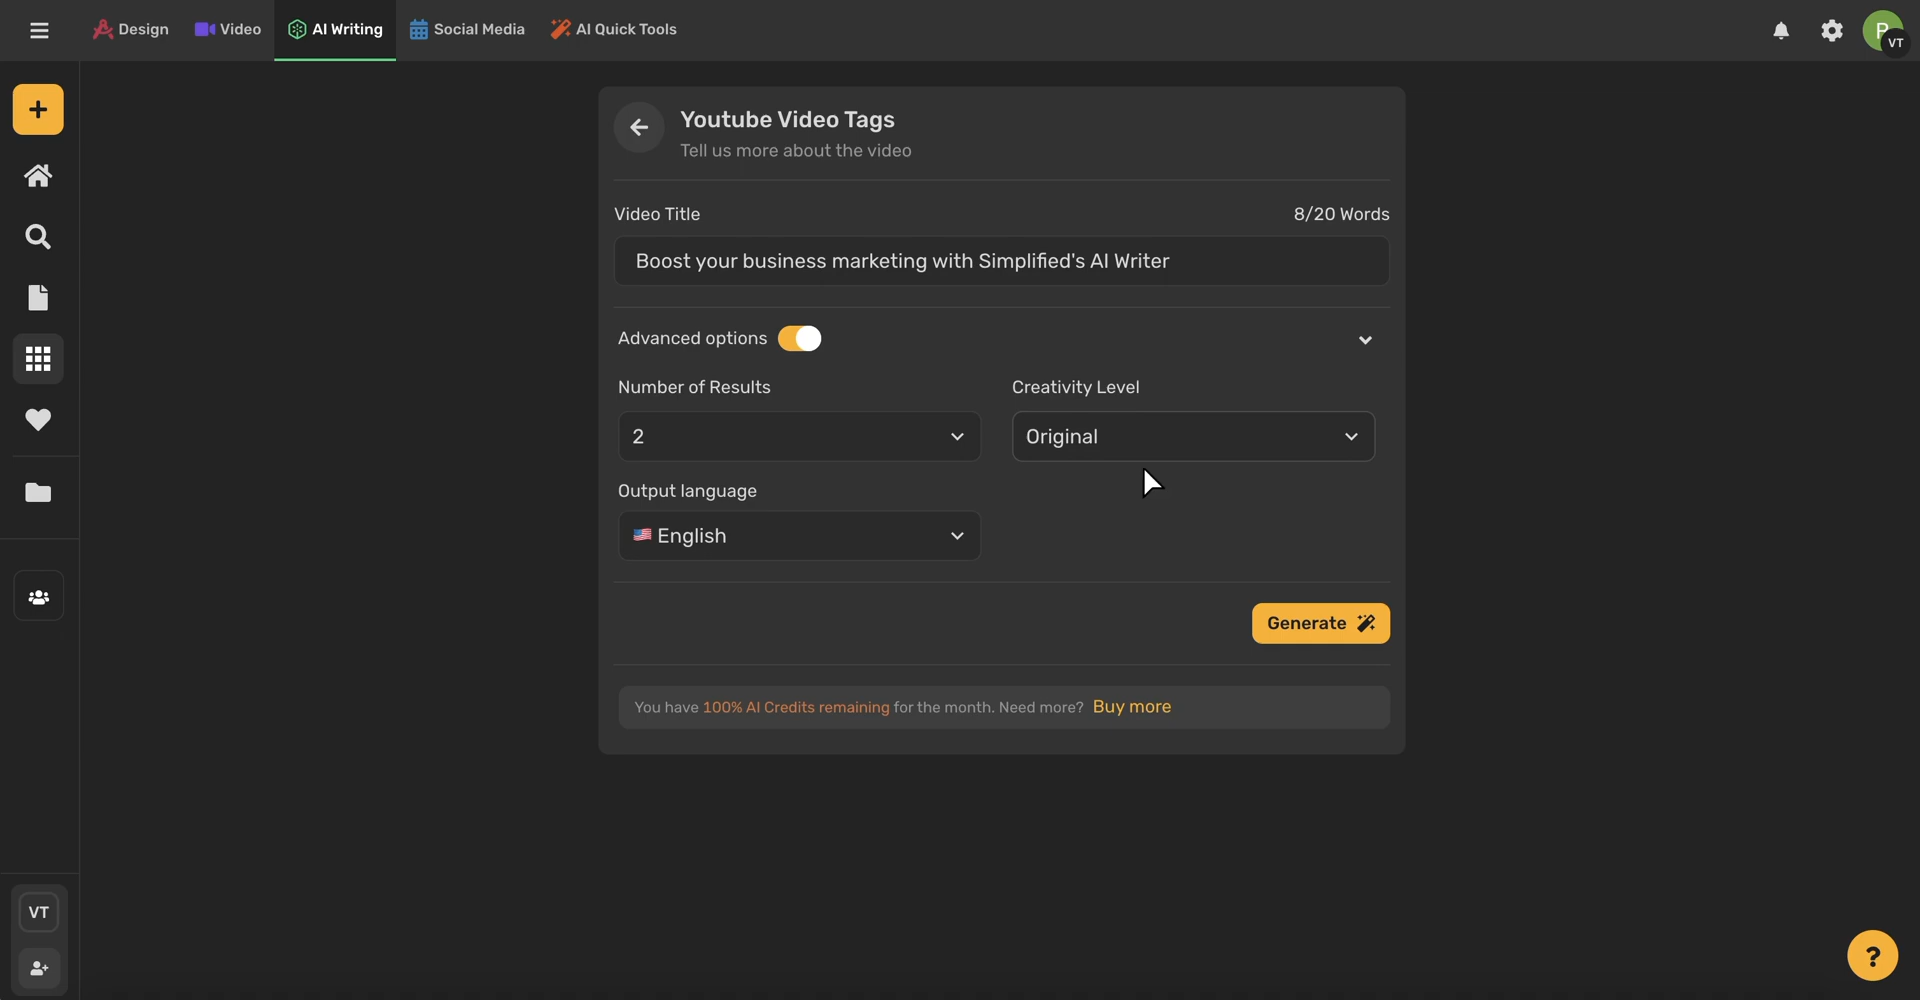 Design Video AI Writing Social Media AI Quick Tools
VT
Youtube Video Tags
Tell us more about the video
Video Title 8/20 Words
Boost your business marketing with Simplified's AI Writer
Advanced options
Number of Results Creativity Level
2 Original
Output language
English
Generate
You have 100% AI Credits remaining for the month. Need more? Buy more
VT
?